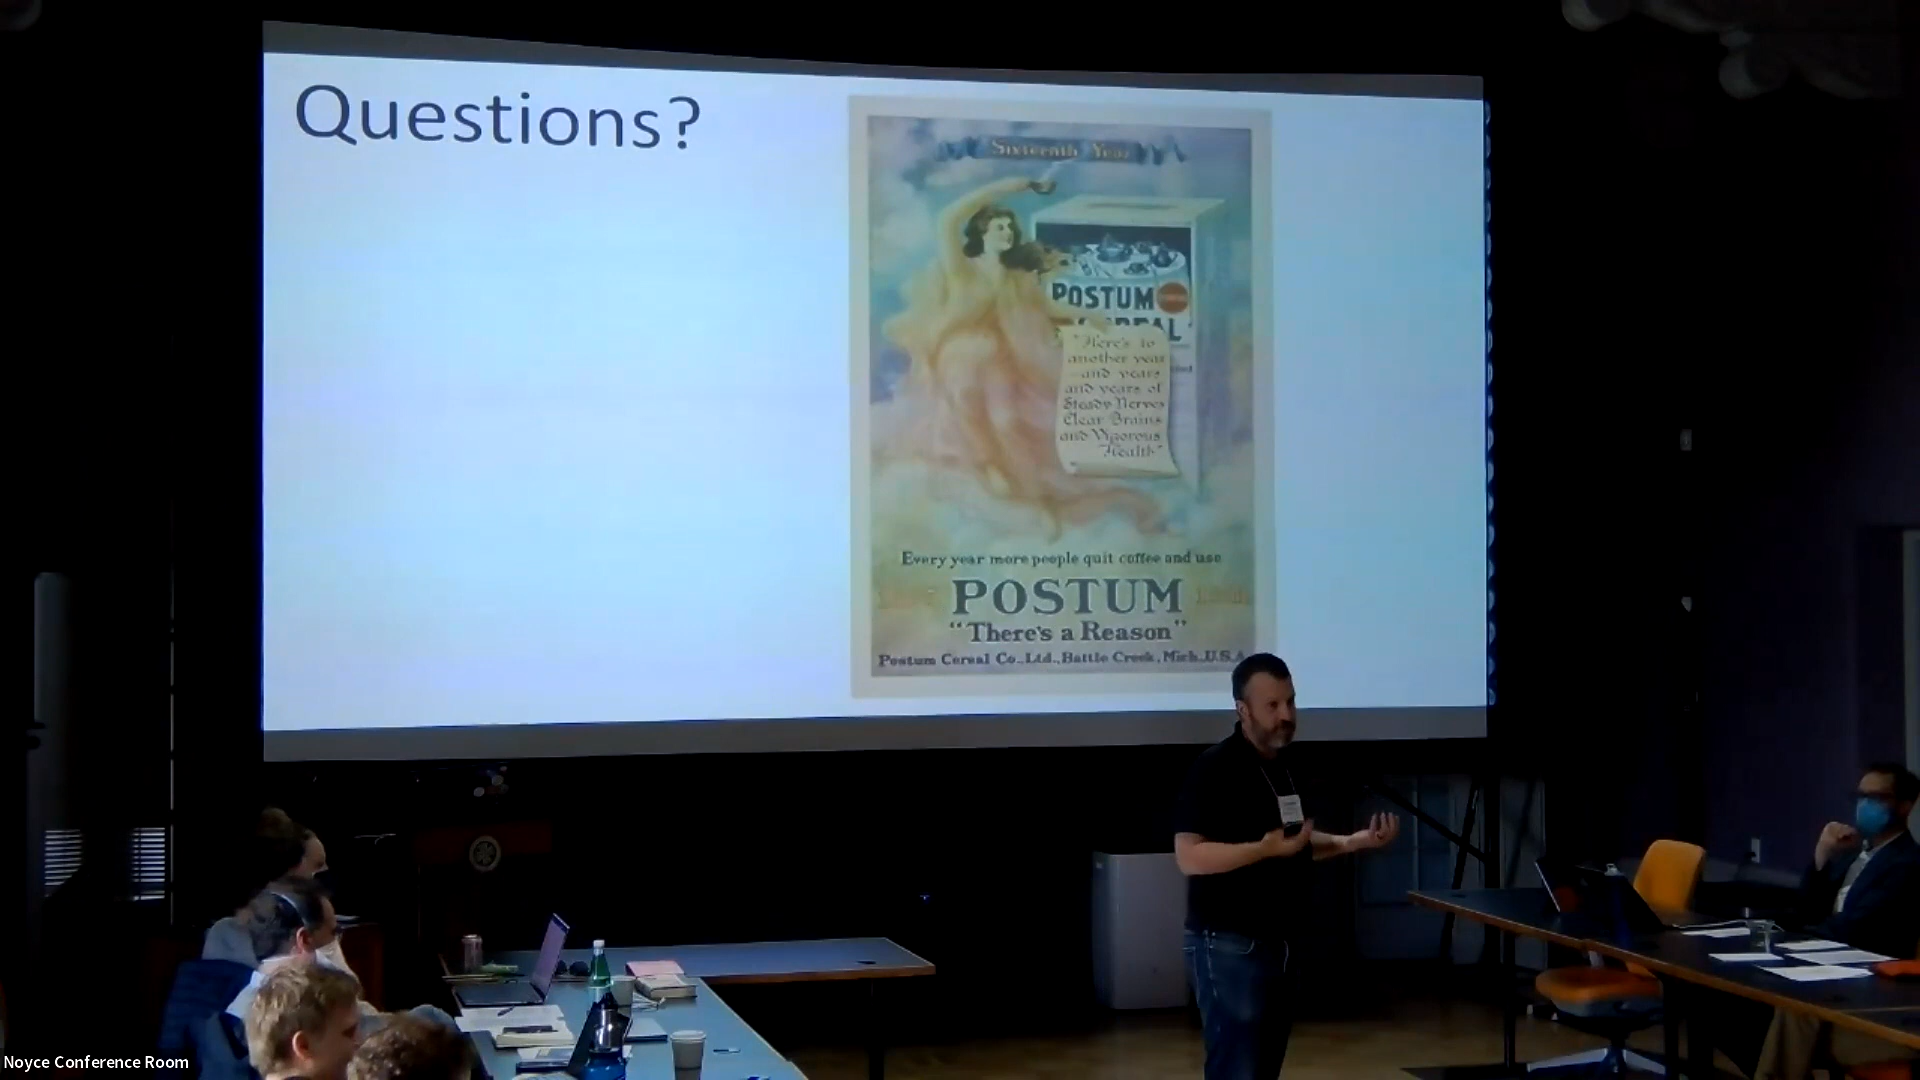 Questions?
Sixteenth Year
POSTUM
"Here's to
another year
and years
and years of
Steady Nerves
Clear Brains
and Vigorous
Health"
Every year more people quit coffee and use
POSTUM
"There's a Reason"
Postum Cereal Co., Ltd., Battle Creek, Mich. U.S.A.
Noyce Conference Room